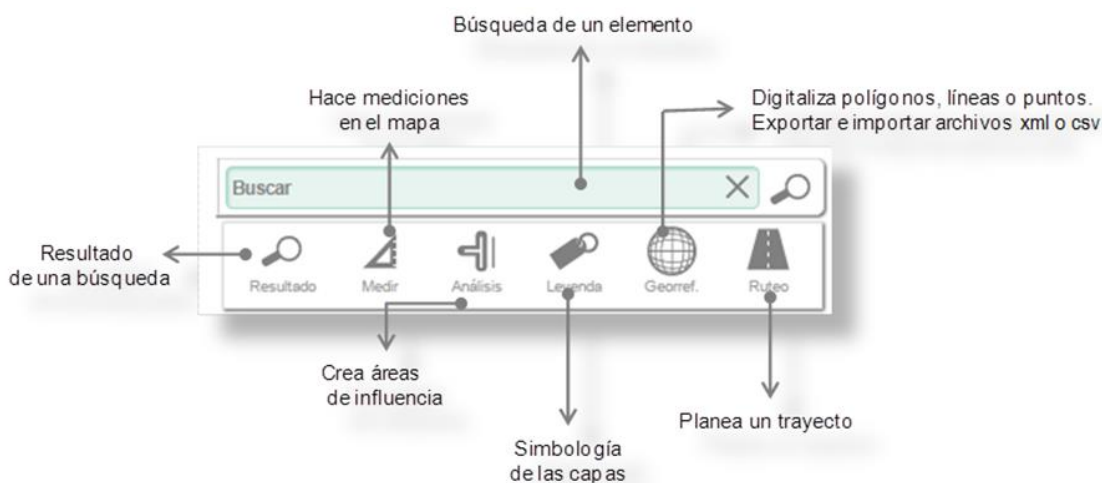 Búsqueda de un elemento
Hace mediciones
en el mapa
Digitaliza polígonos, líneas o puntos.
Exportar e importar archivos xml o csv
Buscar
Resultado
de una búsqueda
Resultado
Medir
Análisis
Leyenda
Georref.
Ruteo
Crea áreas
de influencia
Planea un trayecto
Simbología
de las capas